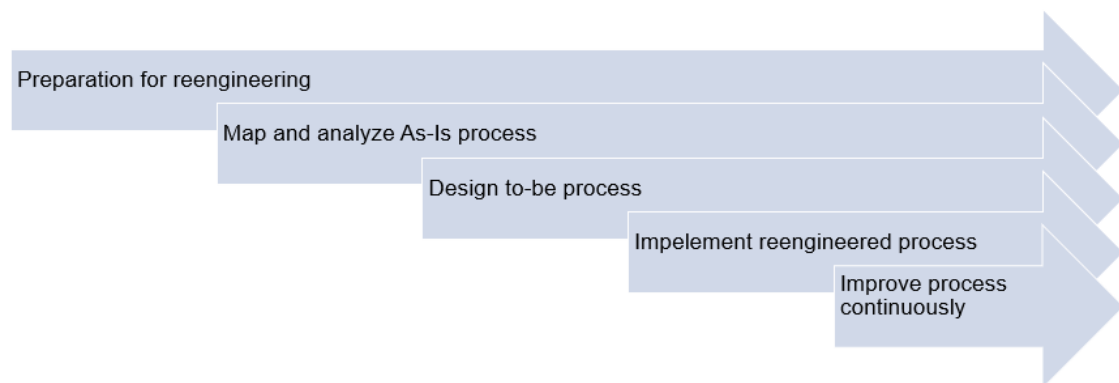 Preparation for reengineering
Map and analyze As-Is process
Design to-be process
Impelement reengineered process
Improve process
continuously